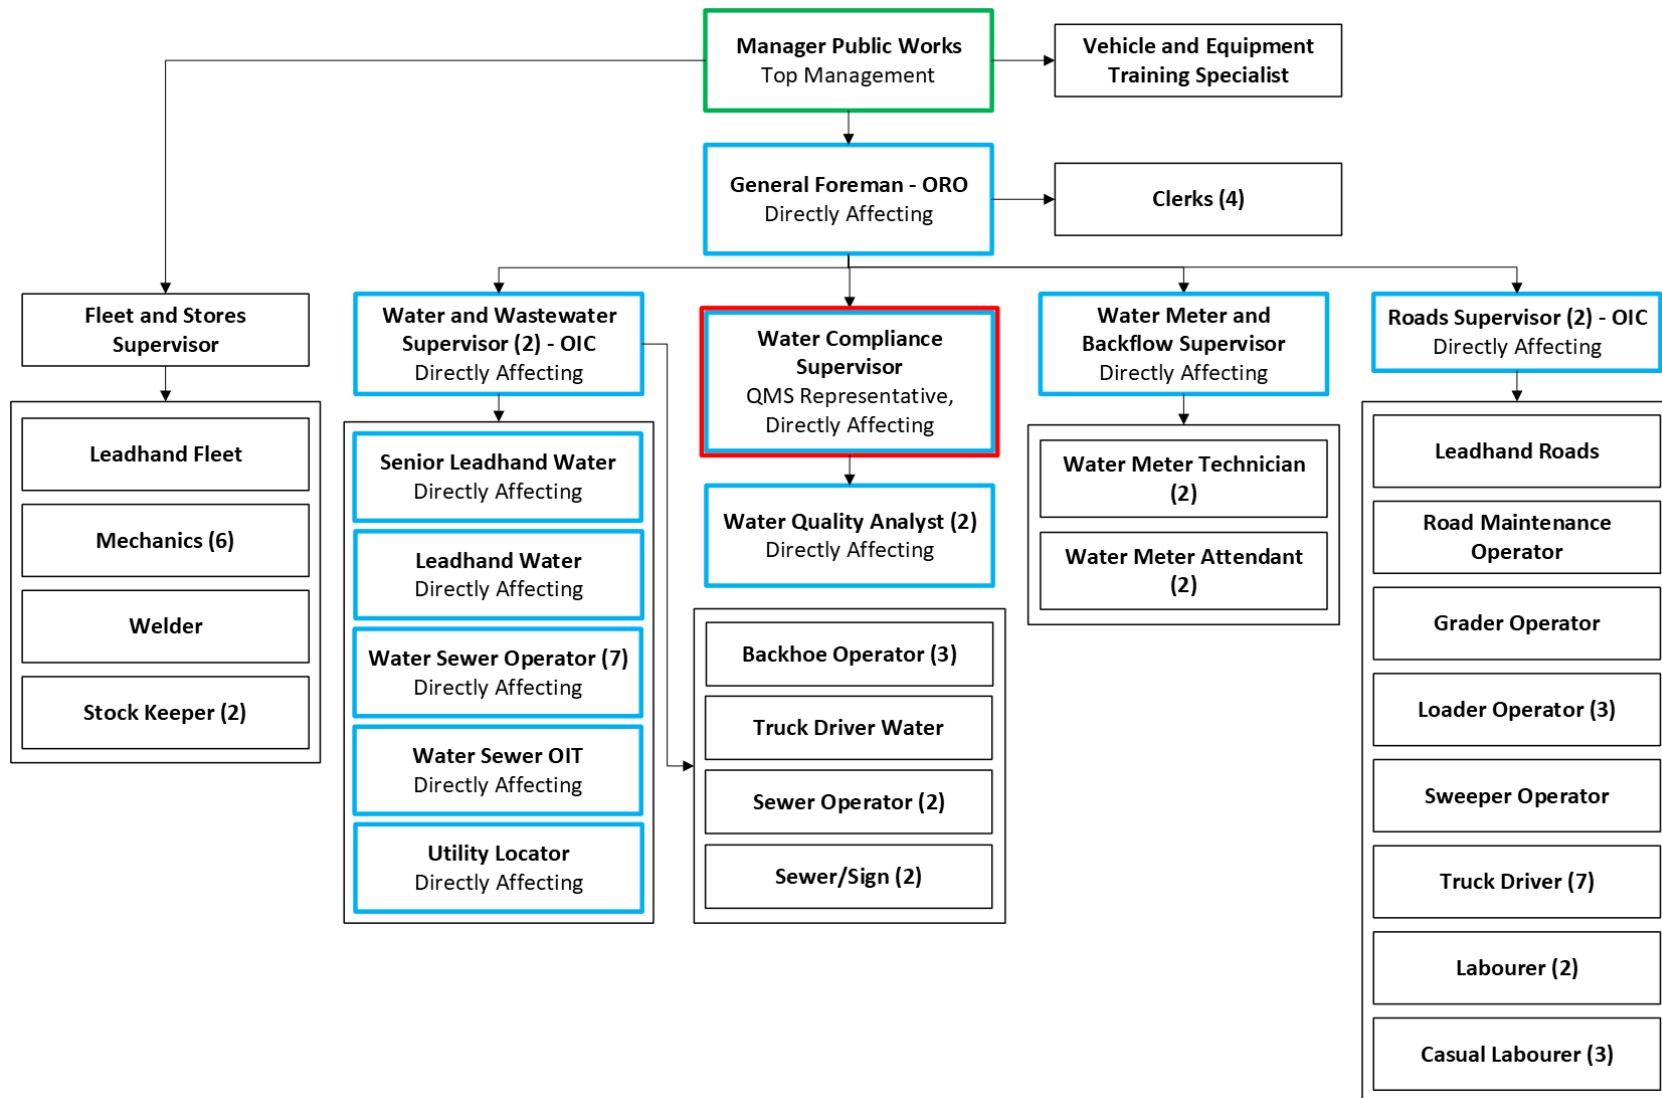 Manager Public Works
Top Management
Vehicle and Equipment
Training Specialist
General Foreman - ORO
Directly Affecting
Clerks (4)
Fleet and Stores
Supervisor
Leadhand Fleet
Mechanics (6)
Welder
Stock Keeper (2)
Water and Wastewater
Supervisor (2) - OIC
Directly Affecting
Senior Leadhand Water
Directly Affecting
Leadhand Water
Directly Affecting
Water Sewer Operator (7)
Directly Affecting
Water Sewer OIT
Directly Affecting
Utility Locator
Directly Affecting
Water Compliance
Supervisor
QMS Representative,
Directly Affecting
Water Quality Analyst (2)
Directly Affecting
Backhoe Operator (3)
Truck Driver Water
Sewer Operator (2)
Sewer/Sign (2)
Water Meter and
Backflow Supervisor
Directly Affecting
Water Meter Technician
(2)
Water Meter Attendant
(2)
Roads Supervisor (2) - OIC
Directly Affecting
Leadhand Roads
Road Maintenance
Operator
Grader Operator
Loader Operator (3)
Sweeper Operator
Truck Driver (7)
Labourer (2)
Casual Labourer (3)